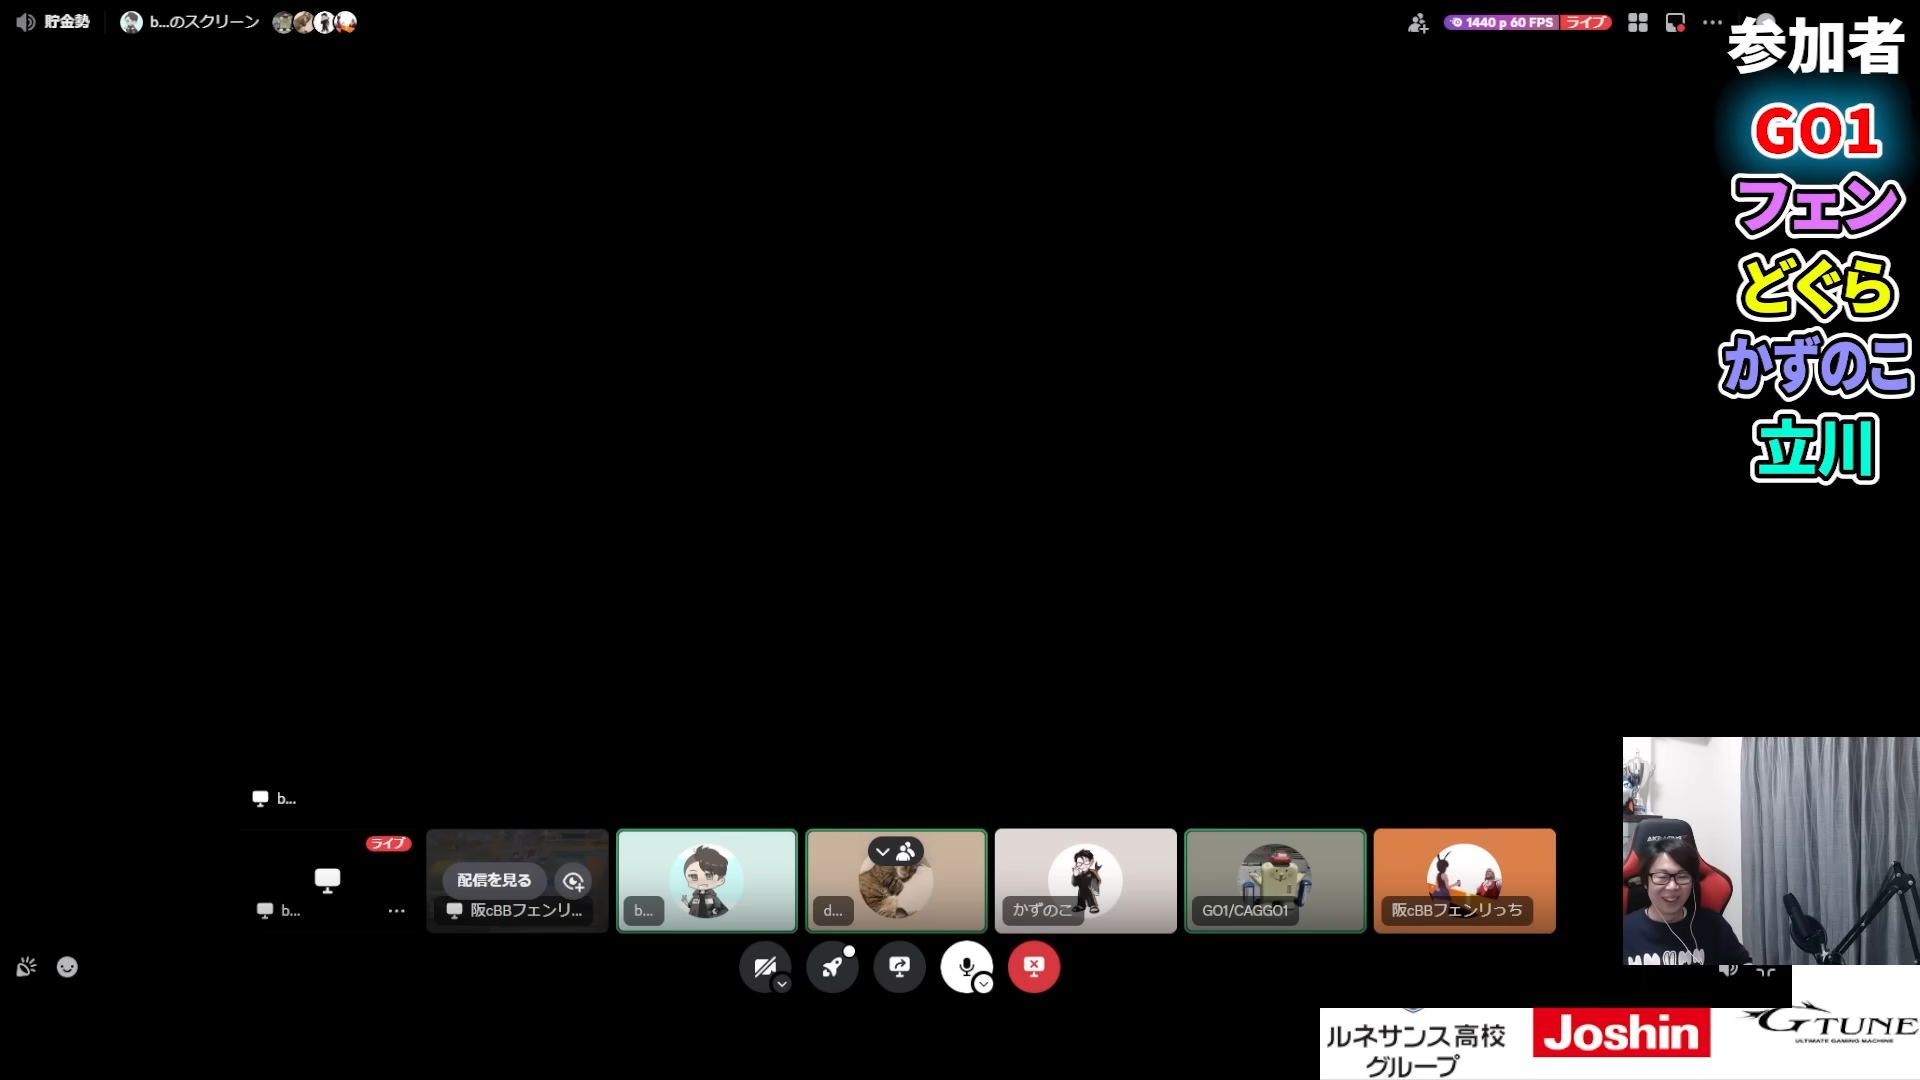 貯金勢
b...のスクリーン
1440 p 60 FPS
ライブ
参加者
GO1
フェン
どぐら
かずのこ
立川
b...
ライブ
b...
配信を見る
阪cBBフェンリ...
b...
d...
かずのこ
GO1/CAGGO1
阪cBBフェンリっち
ルネサンス高校
グループ
Joshin
G TUNE
ULTIMATE GAMING MACHINE